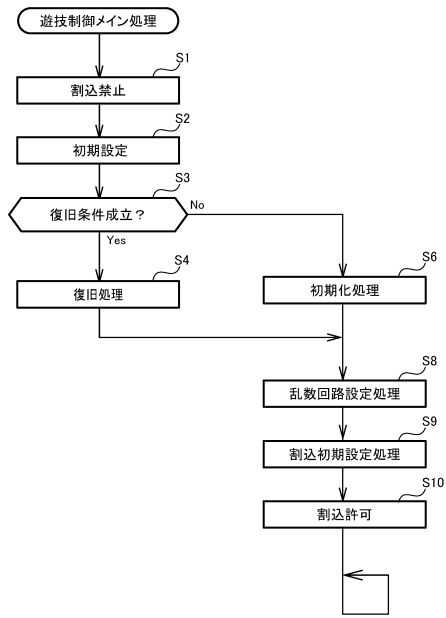 遊技制御メイン処理
S1
割込禁止
S2
初期設定
S3
復旧条件成立?
No
Yes
S4
復旧処理
S6
初期化処理
S8
乱数回路設定処理
S9
割込初期設定処理
S10
割込許可